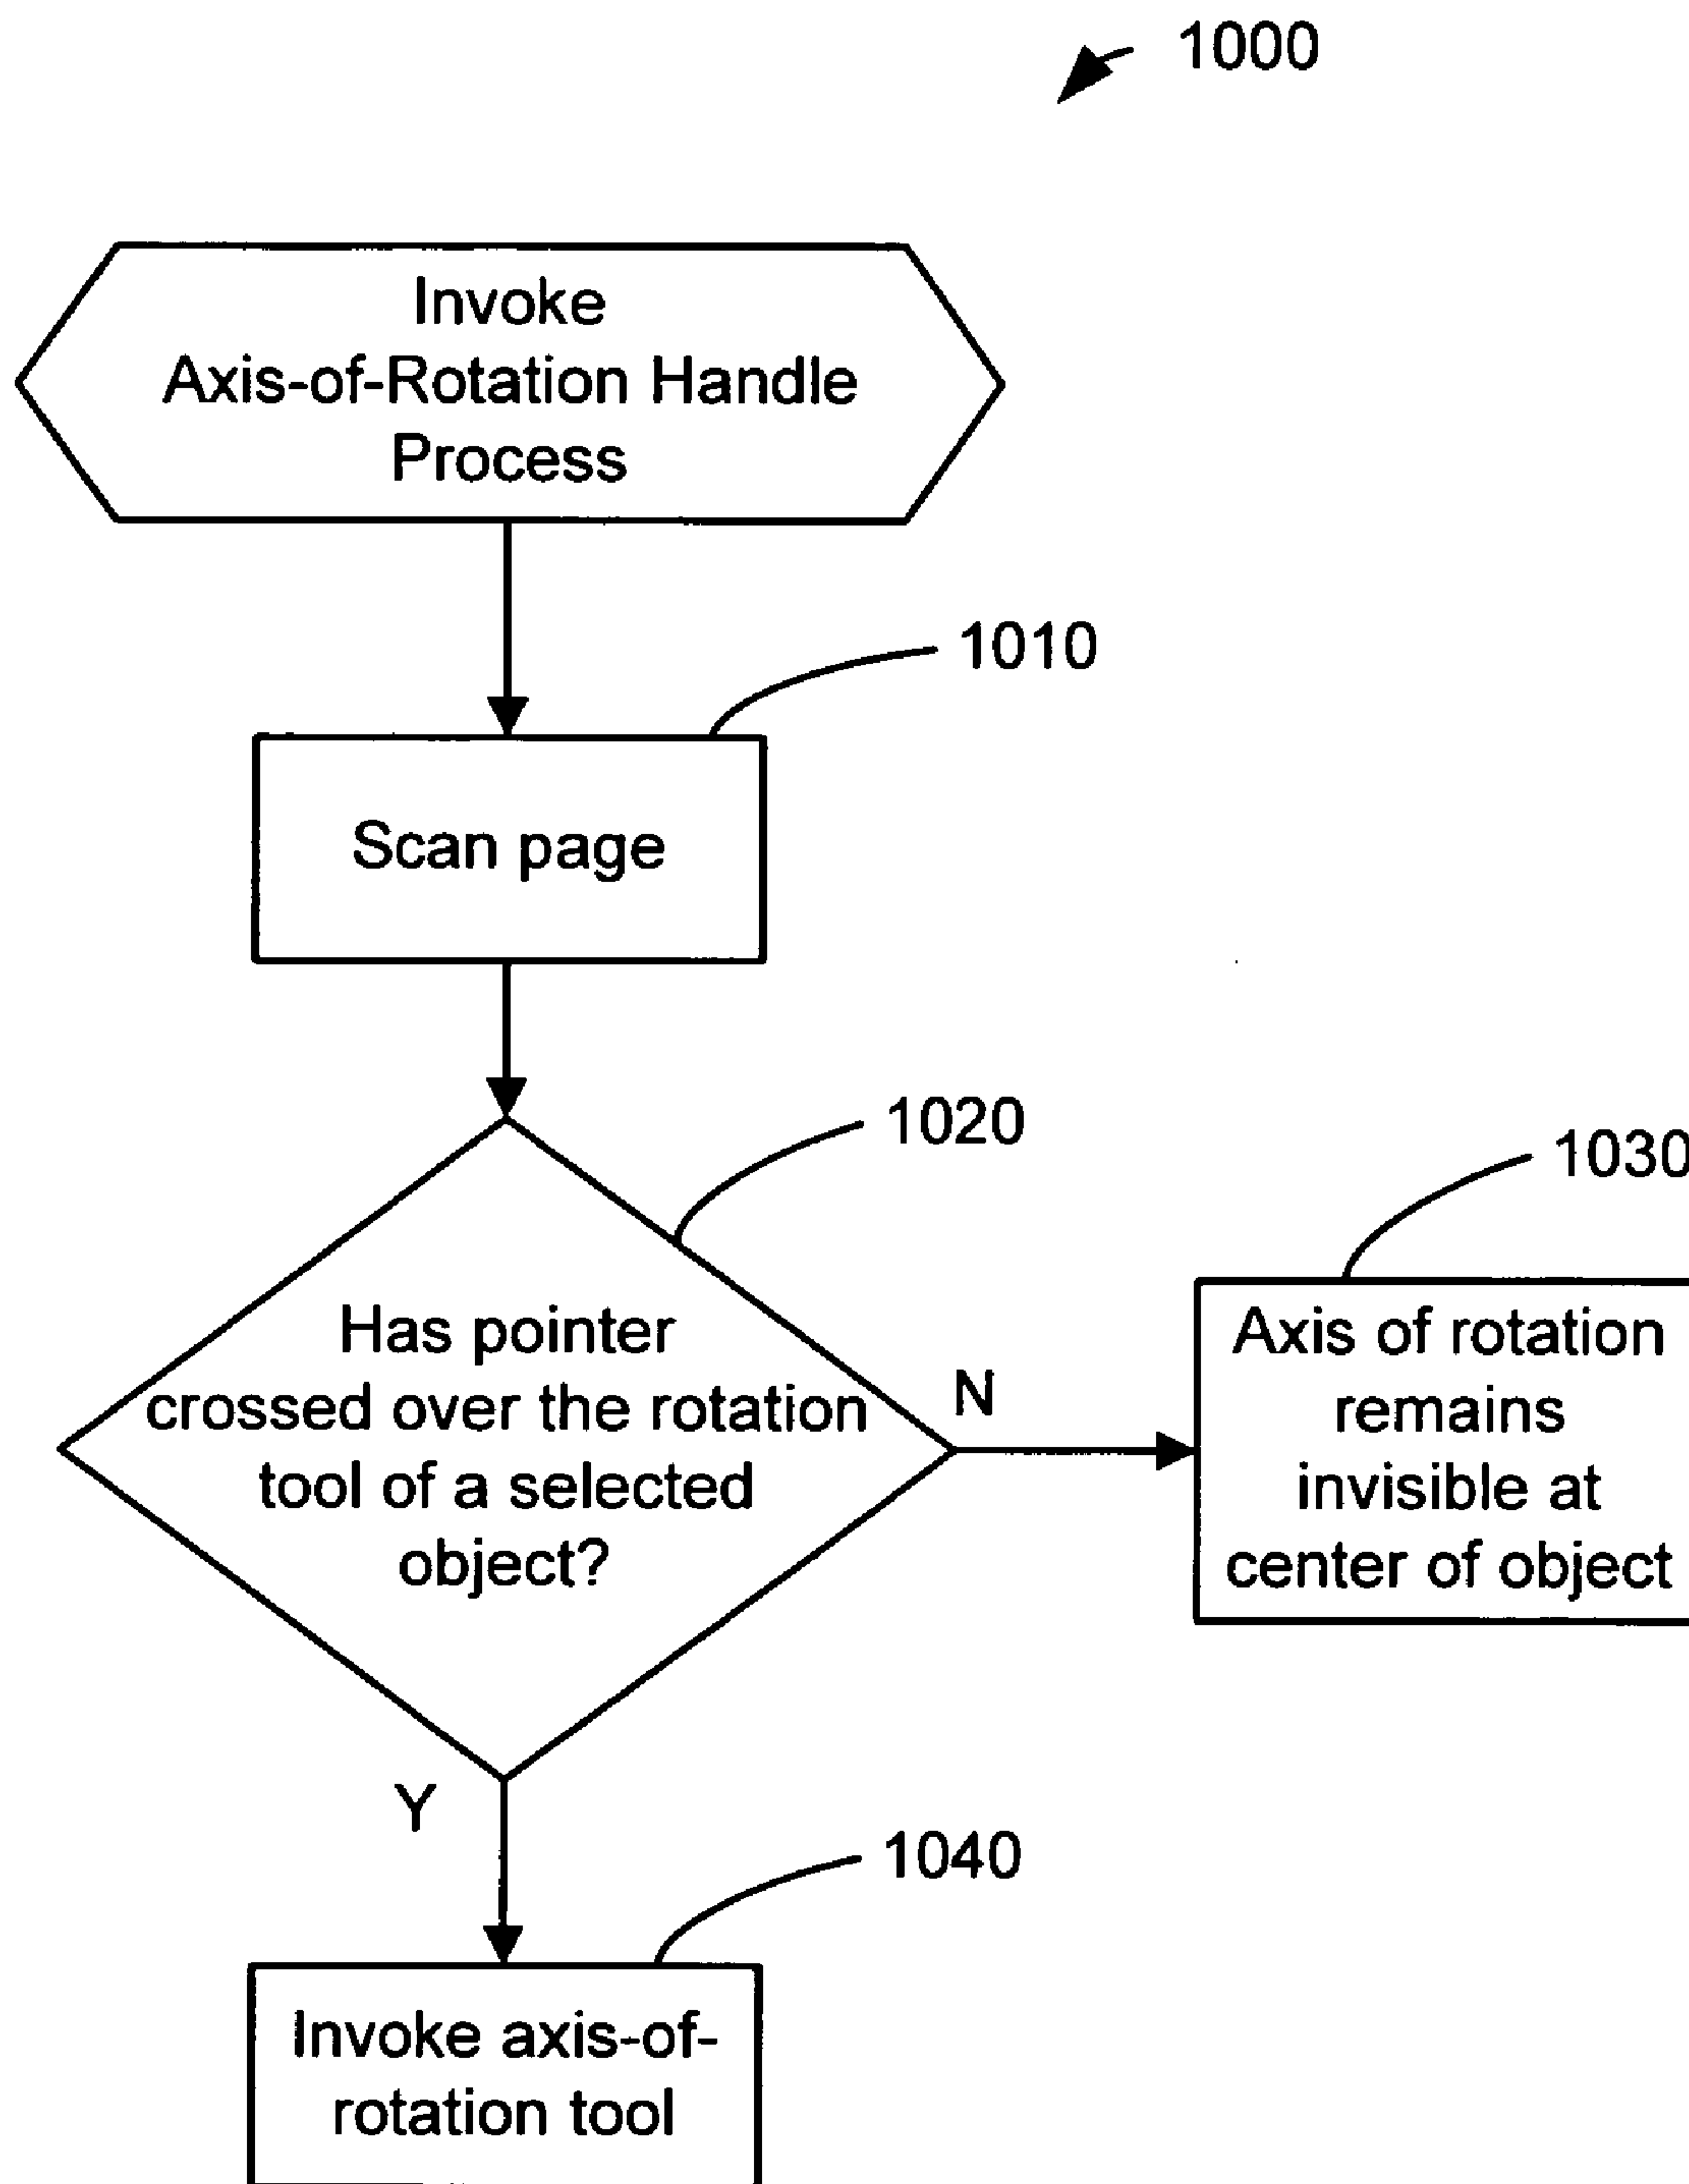 1000
Invoke
Axis-of-Rotation Handle
Process
1010
Scan page
1020
Has pointer
crossed over the rotation
tool of a selected
object?
N
1030
Axis of rotation
remains
invisible at
center of object
Y
1040
Invoke axis-of-
rotation tool